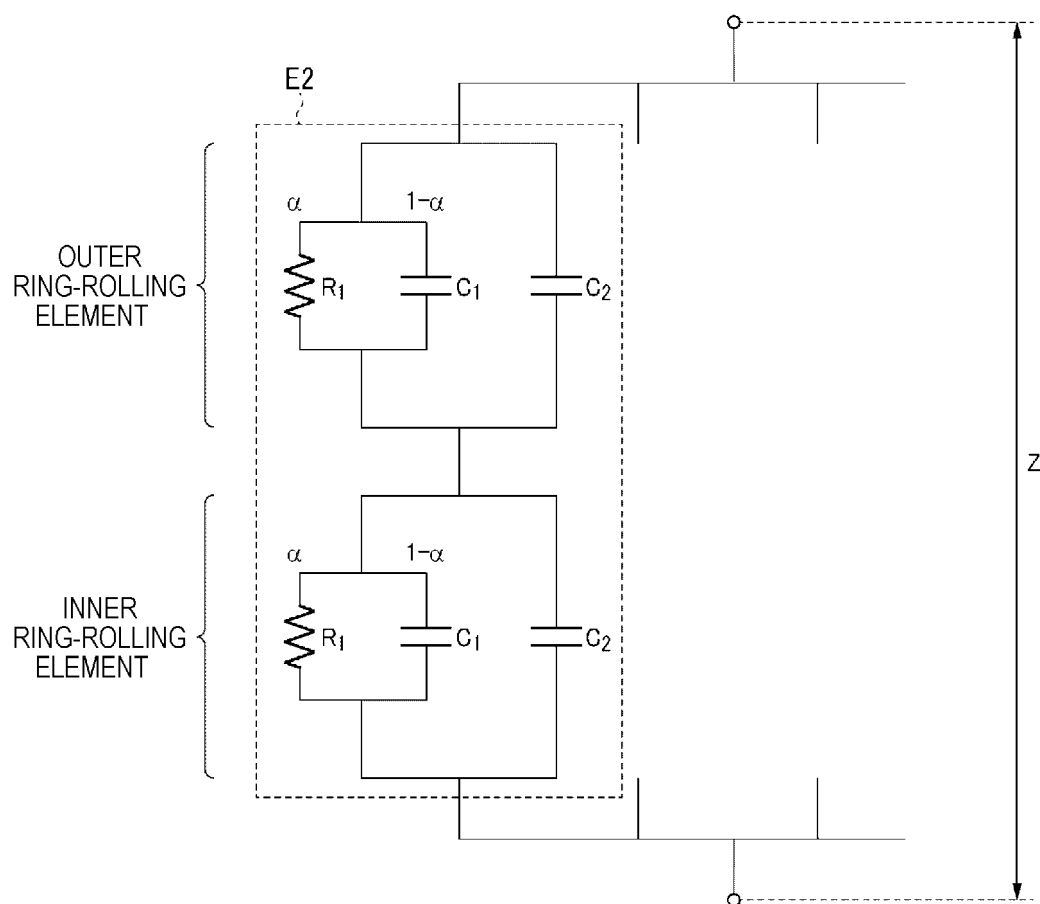 E2
α
1-α
OUTER
RING-ROLLING
ELEMENT
R1
C1
C2
Z
α
1-α
INNER
RING-ROLLING
ELEMENT
R1
C1
C2